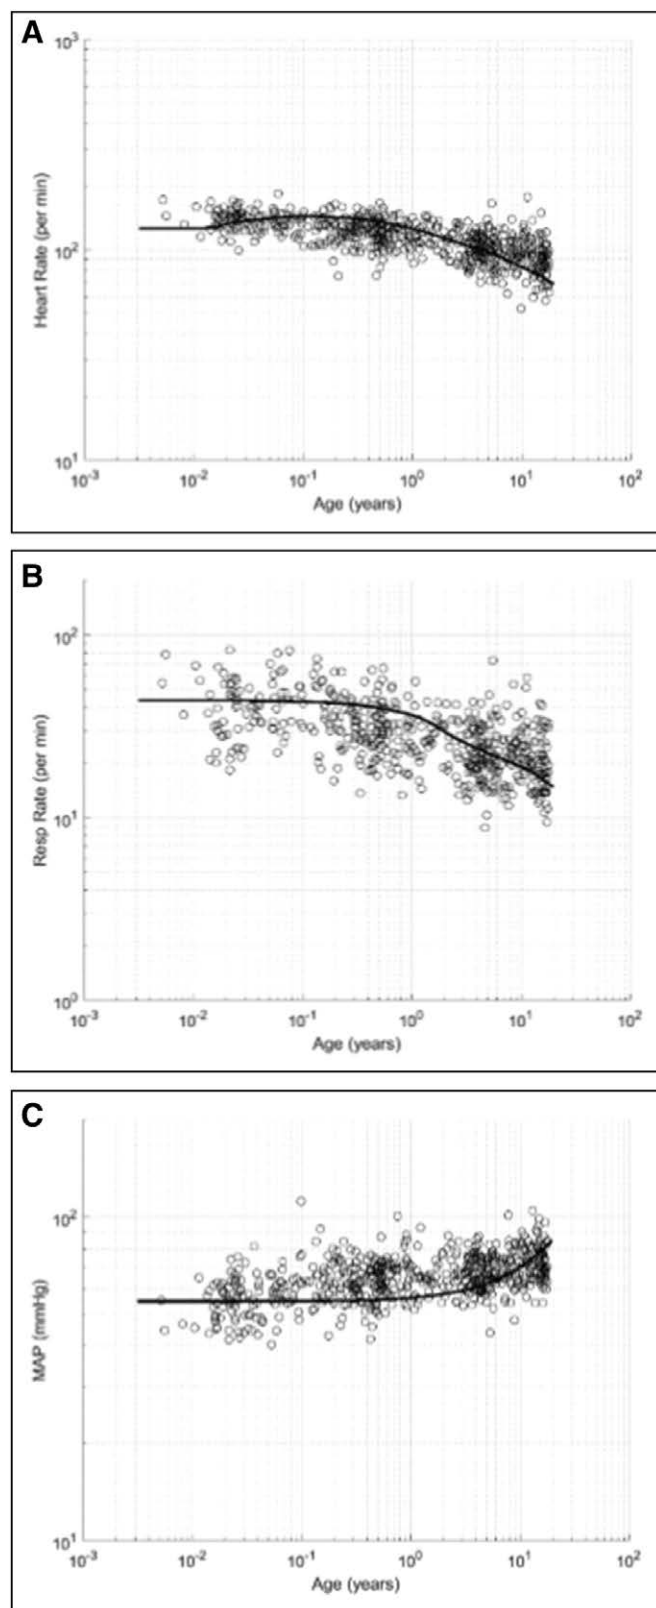 A
10³
Heart Rate (per min)
10²
10¹
10⁻³ 10⁻² 10⁻¹ 10⁰ 10¹ 10²
Age (years)
B
10²
Resp Rate (per min)
10¹
10⁰
10⁻³ 10⁻² 10⁻¹ 10⁰ 10¹ 10²
Age (years)
C
10²
MAP (mmHg)
10¹
10⁻³ 10⁻² 10⁻¹ 10⁰ 10¹ 10²
Age (years)